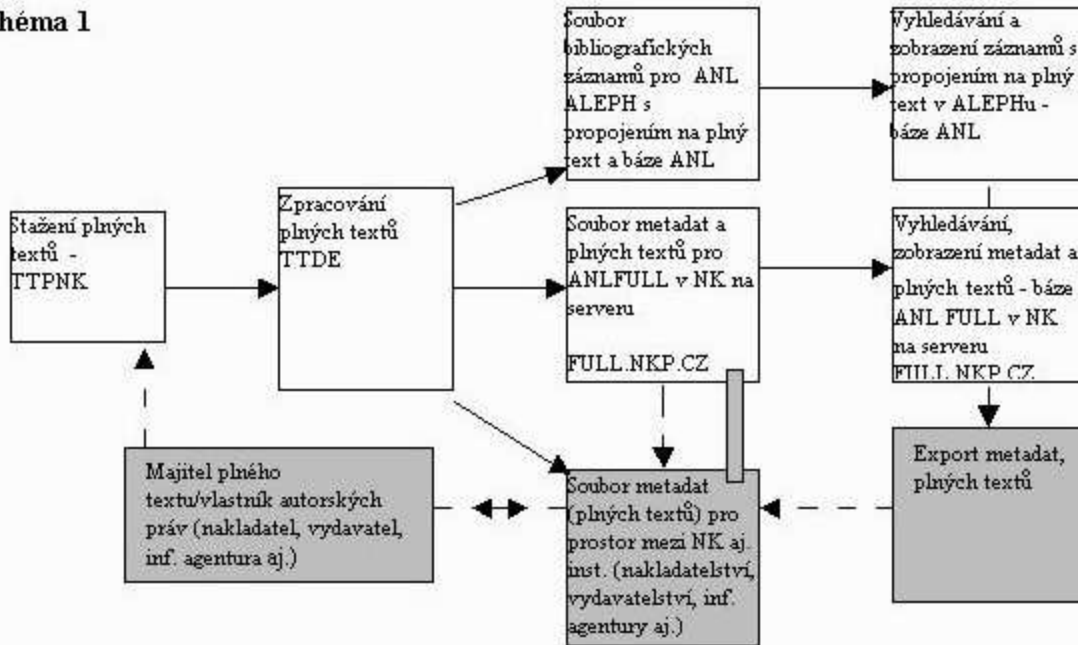 héma 1
Soubor
bibliografických
záznamů pro ANL
ALEPH s
propojením na plný
text a báze ANL
Vyhledávání a
zobrazení záznamů s
propojením na plný
text v ALEPHu -
báze ANL
Stažení plných
textů -
TTPNK
Zpracování
plných textů
TTDE
Soubor metadat a
plných textů pro
ANLFULL v NK na
serveru
FULL.NKP.CZ
Vyhledávání,
zobrazení metadat a
plných textů - báze
ANL FULL v NK
na serveru
FULL.NKP.CZ
Majitel plného
textu/vlastník autorských
práv (nakladatel, vydavatel,
inf. agentura aj.)
Soubor metadat
(plných textů) pro
prostor mezi NK aj.
inst. (nakladatelství,
vydavatelství, inf.
agentury aj.)
Export metadat,
plných textů